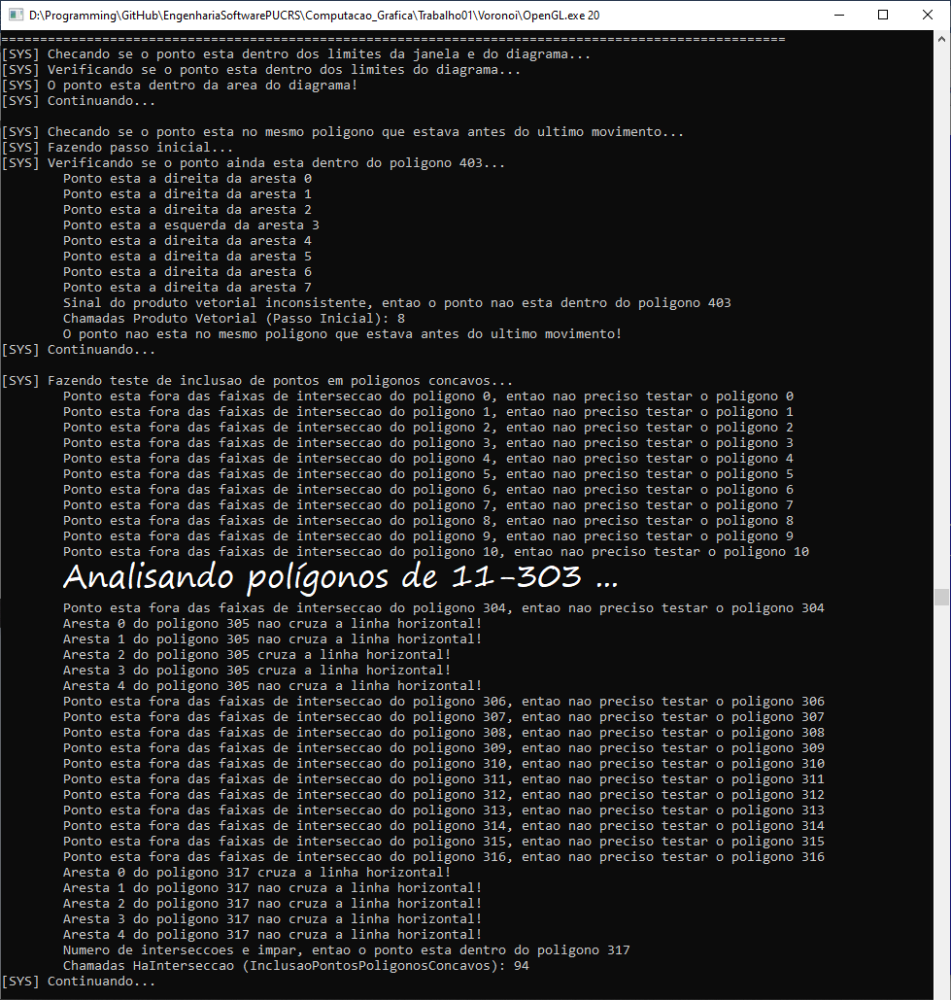 D:\Programming\GitHub\EngenhariaSoftwarePUCRS\Computacao_Grafica\Trabalho01\Voronoi\OpenGL.exe 20
=====================================================================================================
[SYS] Checando se o ponto esta dentro dos limites da janela e do diagrama...
[SYS] Verificando se o ponto esta dentro dos limites do diagrama...
[SYS] O ponto esta dentro da area do diagrama!
[SYS] Continuando...
[SYS] Checando se o ponto esta no mesmo poligono que estava antes do ultimo movimento...
[SYS] Fazendo passo inicial...
[SYS] Verificando se o ponto ainda esta dentro do poligono 403...
Ponto esta a direita da aresta 0
Ponto esta a direita da aresta 1
Ponto esta a direita da aresta 2
Ponto esta a esquerda da aresta 3
Ponto esta a direita da aresta 4
Ponto esta a direita da aresta 5
Ponto esta a direita da aresta 6
Ponto esta a direita da aresta 7
Sinal do produto vetorial inconsistente, entao o ponto nao esta dentro do poligono 403
Chamadas Produto Vetorial (Passo Inicial): 8
O ponto nao esta no mesmo poligono que estava antes do ultimo movimento!
[SYS] Continuando...
[SYS] Fazendo teste de inclusao de pontos em poligonos concavos...
Ponto esta fora das faixas de interseccao do poligono 0, entao nao preciso testar o poligono 0
Ponto esta fora das faixas de interseccao do poligono 1, entao nao preciso testar o poligono 1
Ponto esta fora das faixas de interseccao do poligono 2, entao nao preciso testar o poligono 2
Ponto esta fora das faixas de interseccao do poligono 3, entao nao preciso testar o poligono 3
Ponto esta fora das faixas de interseccao do poligono 4, entao nao preciso testar o poligono 4
Ponto esta fora das faixas de interseccao do poligono 5, entao nao preciso testar o poligono 5
Ponto esta fora das faixas de interseccao do poligono 6, entao nao preciso testar o poligono 6
Ponto esta fora das faixas de interseccao do poligono 7, entao nao preciso testar o poligono 7
Ponto esta fora das faixas de interseccao do poligono 8, entao nao preciso testar o poligono 8
Ponto esta fora das faixas de interseccao do poligono 9, entao nao preciso testar o poligono 9
Ponto esta fora das faixas de interseccao do poligono 10, entao nao preciso testar o poligono 10
Analisando polígonos de 11-303 ...
Ponto esta fora das faixas de interseccao do poligono 304, entao nao preciso testar o poligono 304
Aresta 0 do poligono 305 nao cruza a linha horizontal!
Aresta 1 do poligono 305 nao cruza a linha horizontal!
Aresta 2 do poligono 305 cruza a linha horizontal!
Aresta 3 do poligono 305 cruza a linha horizontal!
Aresta 4 do poligono 305 nao cruza a linha horizontal!
Ponto esta fora das faixas de interseccao do poligono 306, entao nao preciso testar o poligono 306
Ponto esta fora das faixas de interseccao do poligono 307, entao nao preciso testar o poligono 307
Ponto esta fora das faixas de interseccao do poligono 308, entao nao preciso testar o poligono 308
Ponto esta fora das faixas de interseccao do poligono 309, entao nao preciso testar o poligono 309
Ponto esta fora das faixas de interseccao do poligono 310, entao nao preciso testar o poligono 310
Ponto esta fora das faixas de interseccao do poligono 311, entao nao preciso testar o poligono 311
Ponto esta fora das faixas de interseccao do poligono 312, entao nao preciso testar o poligono 312
Ponto esta fora das faixas de interseccao do poligono 313, entao nao preciso testar o poligono 313
Ponto esta fora das faixas de interseccao do poligono 314, entao nao preciso testar o poligono 314
Ponto esta fora das faixas de interseccao do poligono 315, entao nao preciso testar o poligono 315
Ponto esta fora das faixas de interseccao do poligono 316, entao nao preciso testar o poligono 316
Aresta 0 do poligono 317 cruza a linha horizontal!
Aresta 1 do poligono 317 nao cruza a linha horizontal!
Aresta 2 do poligono 317 nao cruza a linha horizontal!
Aresta 3 do poligono 317 nao cruza a linha horizontal!
Aresta 4 do poligono 317 nao cruza a linha horizontal!
Numero de interseccoes e impar, entao o ponto esta dentro do poligono 317
Chamadas HaInterseccao (InclusaoPontosPoligonosConcavos): 94
[SYS] Continuando...